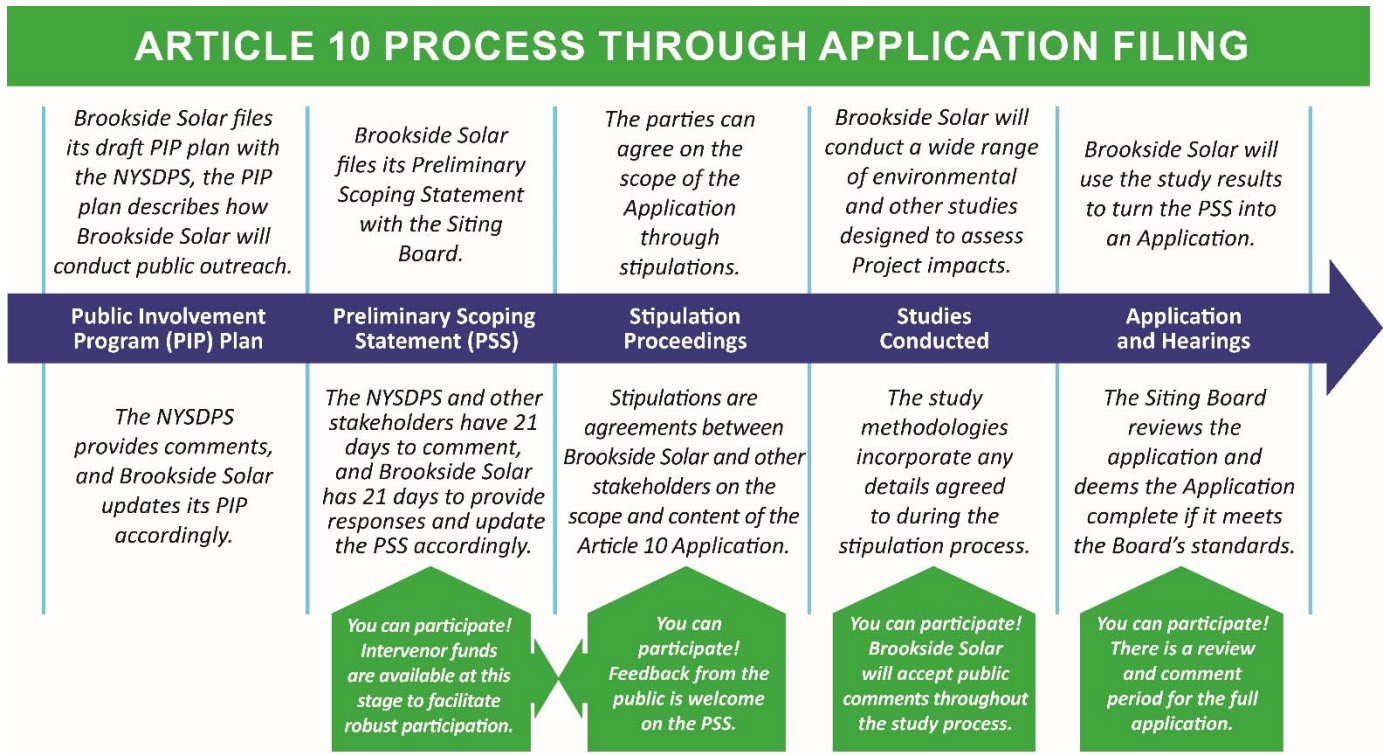 ARTICLE 10 PROCESS THROUGH APPLICATION FILING
Brookside Solar files
its draft PIP plan with
the NYSDPS, the PIP
plan describes how
Brookside Solar will
conduct public outreach.
Brookside Solar
files its Preliminary
Scoping Statement
with the Siting
Board.
The parties can
agree on the
scope of the
Application
through
stipulations.
Brookside Solar will
conduct a wide range
of environmental
and other studies
designed to assess
Project impacts.
Brookside Solar will
use the study results
to turn the PSS into
an Application.
Public Involvement
Program (PIP) Plan
Preliminary Scoping
Statement (PSS)
Stipulation
Proceedings
Studies
Conducted
Application
and Hearings
The NYSDPS
provides comments,
and Brookside Solar
updates its PIP
accordingly.
The NYSDPS and other
stakeholders have 21
days to comment,
and Brookside Solar
has 21 days to provide
responses and update
the PSS accordingly.
Stipulations are
agreements between
Brookside Solar and other
stakeholders on the
scope and content of the
Article 10 Application.
The study
methodologies
incorporate any
details agreed
to during the
stipulation process.
The Siting Board
reviews the
application and
deems the Application
complete if it meets
the Board's standards.
You can participate!
Intervenor funds
are available at this
stage to facilitate
robust participation.
You can
participate!
Feedback from the
public is welcome
on the PSS.
You can participate!
Brookside Solar
will accept public
comments throughout
the study process.
You can participate!
There is a review
and comment
period for the full
application.